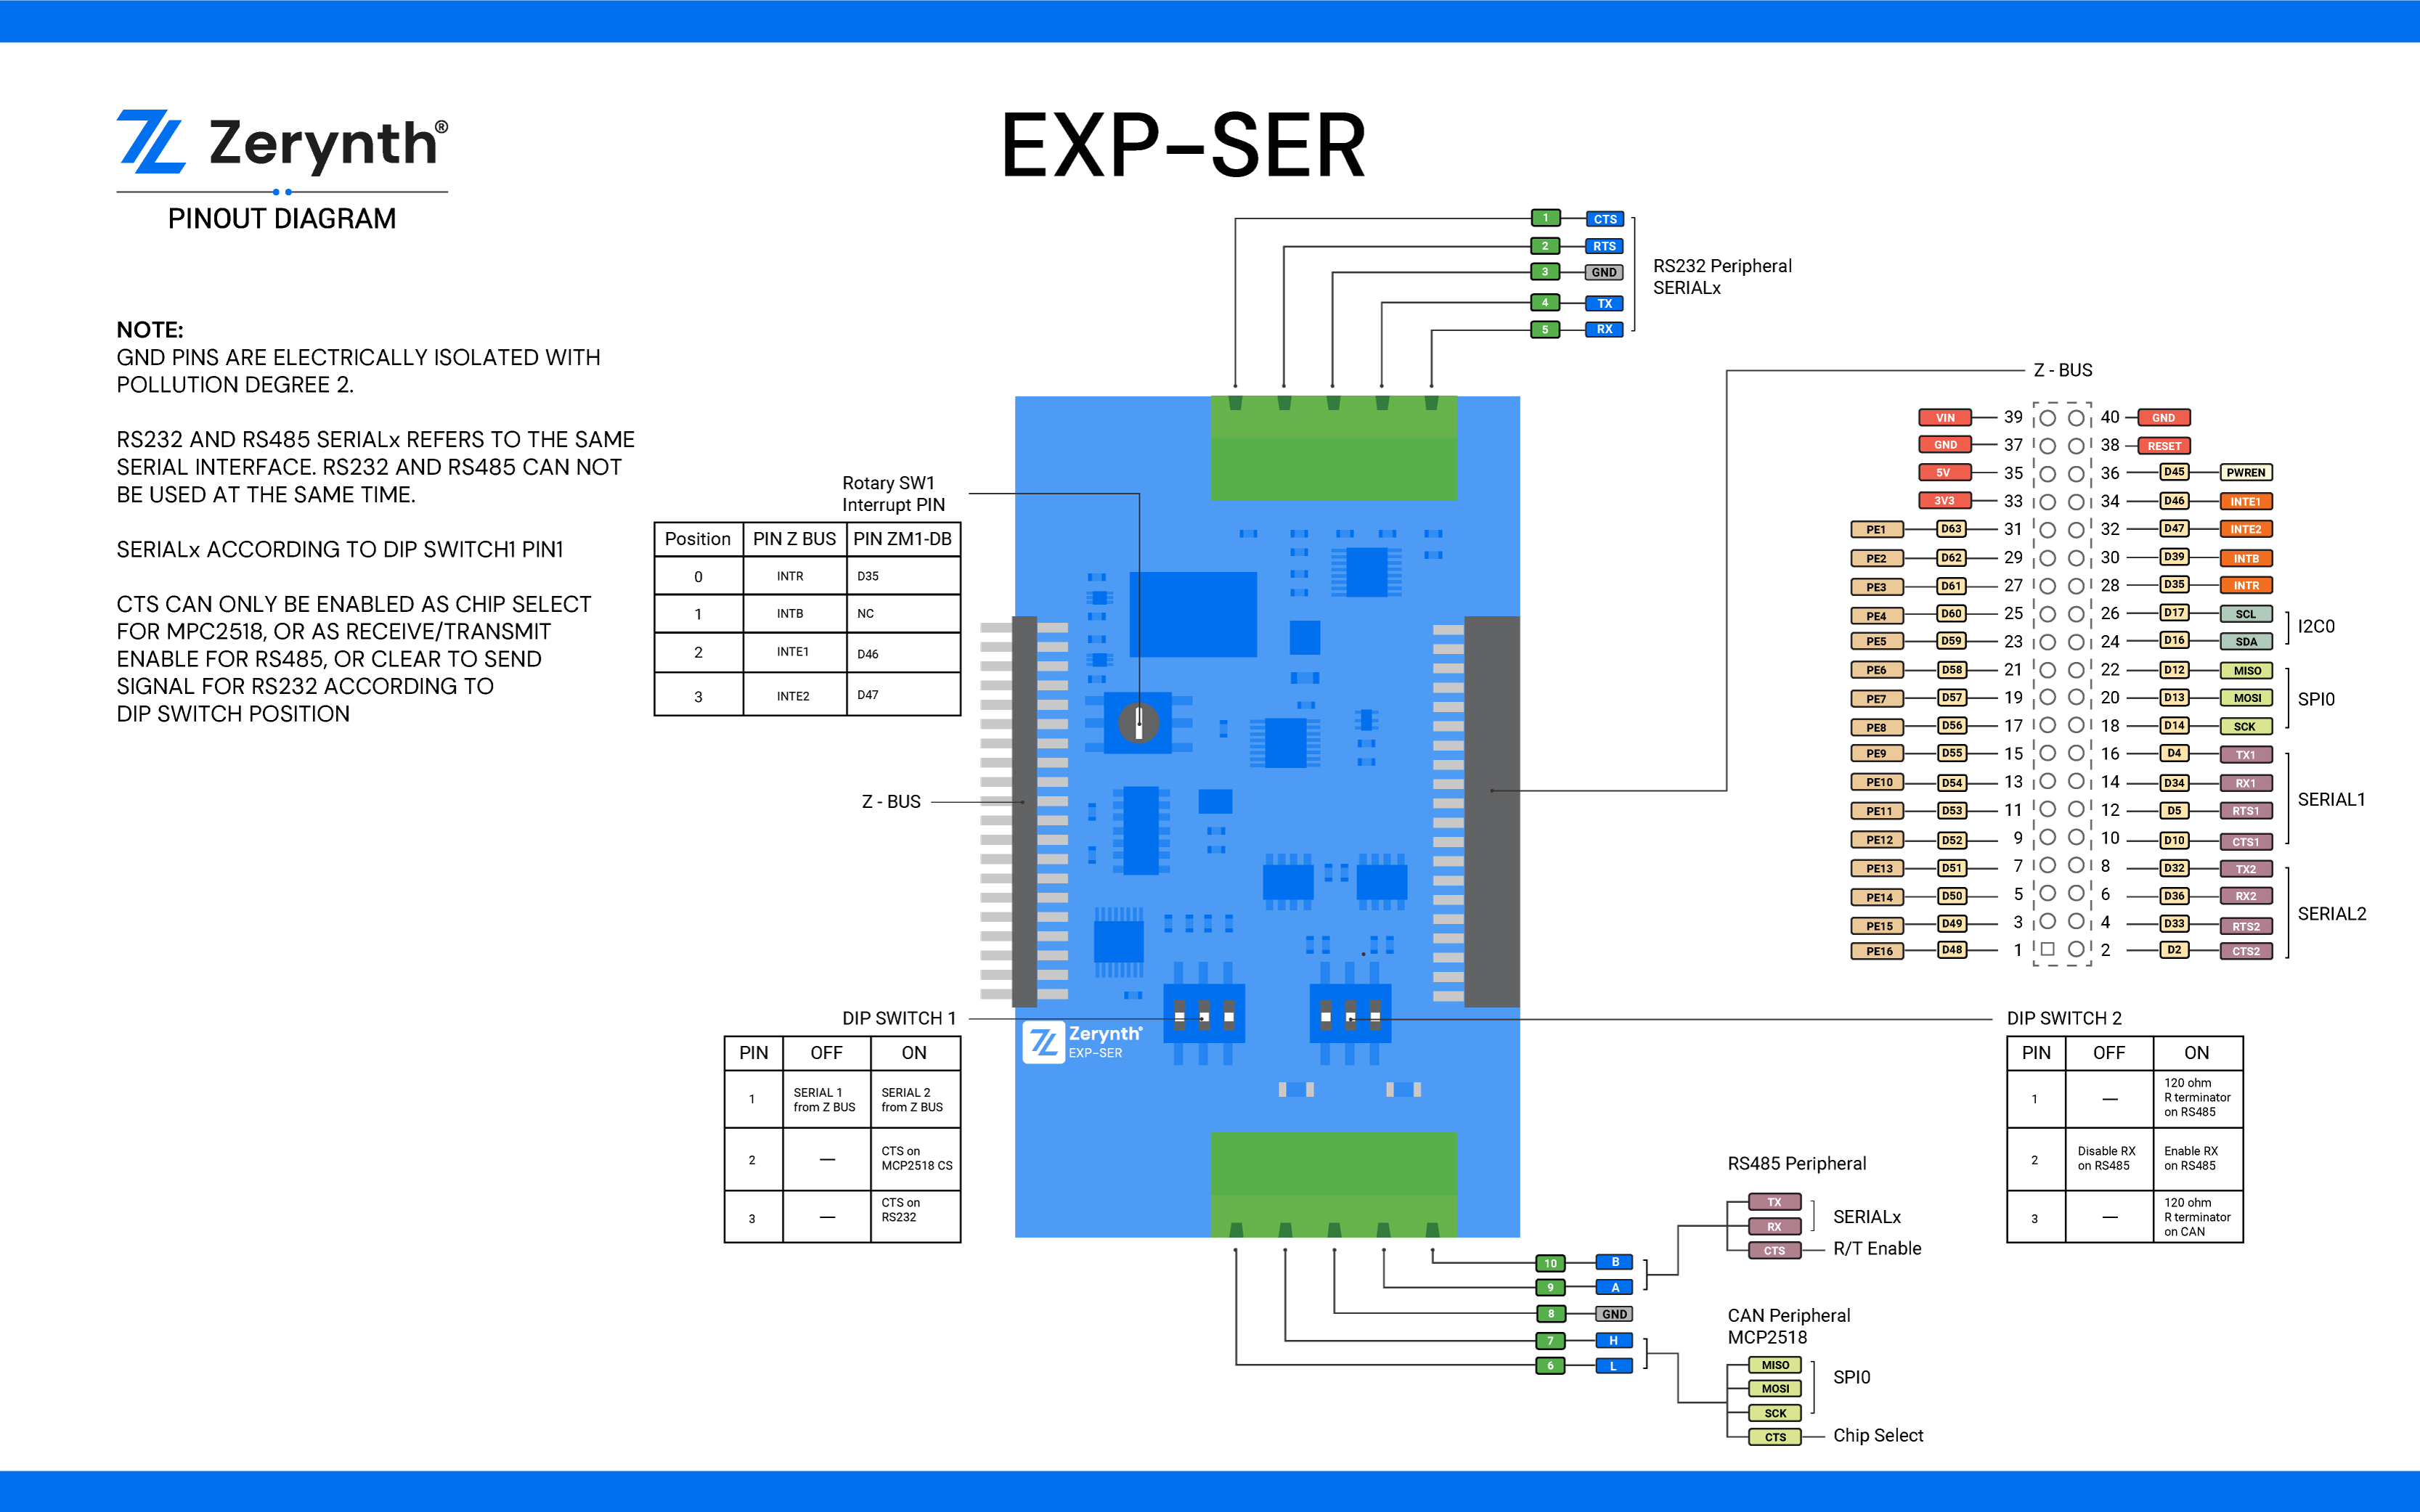 Zerynth®
PINOUT DIAGRAM
EXP-SER
NOTE:
GND PINS ARE ELECTRICALLY ISOLATED WITH
POLLUTION DEGREE 2.
RS232 AND RS485 SERIALx REFERS TO THE SAME
SERIAL INTERFACE. RS232 AND RS485 CAN NOT
BE USED AT THE SAME TIME.
SERIALx ACCORDING TO DIP SWITCH1 PIN1
CTS CAN ONLY BE ENABLED AS CHIP SELECT
FOR MPC2518, OR AS RECEIVE/TRANSMIT
ENABLE FOR RS485, OR CLEAR TO SEND
SIGNAL FOR RS232 ACCORDING TO
DIP SWITCH POSITION
1 CTS
2 RTS
3 GND
4 TX
5 RX
RS232 Peripheral
SERIALx
Rotary SW1
Interrupt PIN
Position PIN Z BUS PIN ZM1-DB
0 INTR D35
1 INTB NC
2 INTE1 D46
3 INTE2 D47
Z - BUS
Z - BUS
VIN 39 40 GND
GND 37 38 RESET
5V 35 36 D45 PWREN
3V3 33 34 D46 INTE1
PE1 D63 31 32 D47 INTE2
PE2 D62 29 30 D39 INTB
PE3 D61 27 28 D35 INTR
PE4 D60 25 26 D17 SCL
PE5 D59 23 24 D16 SDA
I2C0
PE6 D58 21 22 D12 MISO
PE7 D57 19 20 D13 MOSI
PE8 D56 17 18 D14 SCK
SPI0
PE9 D55 15 16 D4 TX1
PE10 D54 13 14 D34 RX1
PE11 D53 11 12 D5 RTS1
PE12 D52 9 10 D10 CTS1
SERIAL1
PE13 D51 7 8 D32 TX2
PE14 D50 5 6 D36 RX2
PE15 D49 3 4 D33 RTS2
PE16 D48 1 2 D2 CTS2
SERIAL2
Zerynth®
EXP-SER
DIP SWITCH 1
PIN OFF ON
1 SERIAL 1 from Z BUS SERIAL 2 from Z BUS
2 — CTS on MCP2518 CS
3 — CTS on RS232
DIP SWITCH 2
PIN OFF ON
1 — 120 ohm R terminator on RS485
2 Disable RX on RS485 Enable RX on RS485
3 — 120 ohm R terminator on CAN
10 B
9 A
8 GND
7 H
6 L
RS485 Peripheral
TX
RX
SERIALx
CTS R/T Enable
CAN Peripheral
MCP2518
MISO
MOSI
SCK
SPI0
CTS Chip Select